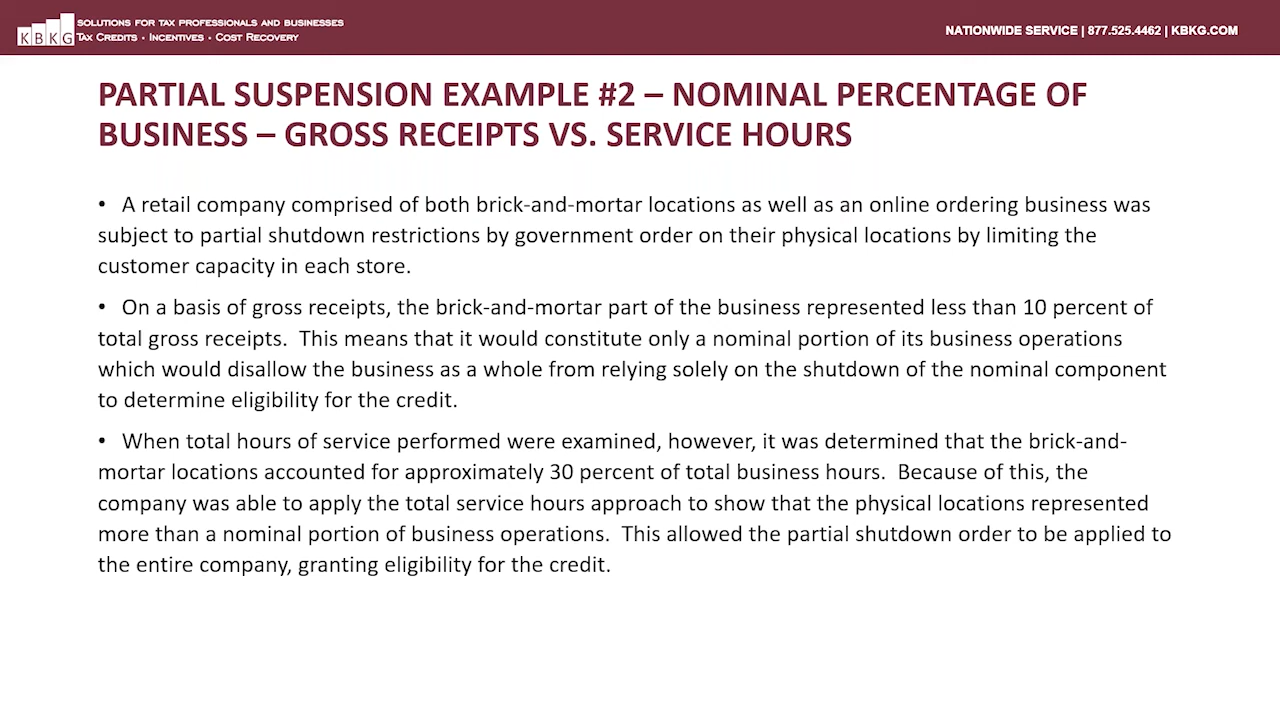 SOLUTIONS FOR TAX PROFESSIONALS AND BUSINESSES
KBKG TAX CREDITS • INCENTIVES • COST RECOVERY
NATIONWIDE SERVICE | 877.525.4462 | KBKG.COM
PARTIAL SUSPENSION EXAMPLE #2 – NOMINAL PERCENTAGE OF
BUSINESS – GROSS RECEIPTS VS. SERVICE HOURS
• A retail company comprised of both brick-and-mortar locations as well as an online ordering business was
subject to partial shutdown restrictions by government order on their physical locations by limiting the
customer capacity in each store.
• On a basis of gross receipts, the brick-and-mortar part of the business represented less than 10 percent of
total gross receipts. This means that it would constitute only a nominal portion of its business operations
which would disallow the business as a whole from relying solely on the shutdown of the nominal component
to determine eligibility for the credit.
• When total hours of service performed were examined, however, it was determined that the brick-and-
mortar locations accounted for approximately 30 percent of total business hours. Because of this, the
company was able to apply the total service hours approach to show that the physical locations represented
more than a nominal portion of business operations. This allowed the partial shutdown order to be applied to
the entire company, granting eligibility for the credit.